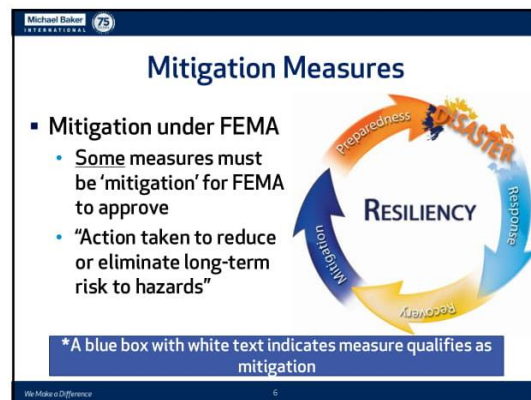 Michael Baker
INTERNATIONAL
75
Mitigation Measures
▪ Mitigation under FEMA
• Some measures must
be ‘mitigation’ for FEMA
to approve
• “Action taken to reduce
or eliminate long-term
risk to hazards”
Preparedness
DISASTER
Response
Recovery
Mitigation
RESILIENCY
*A blue box with white text indicates measure qualifies as
mitigation
We Make a Difference
6